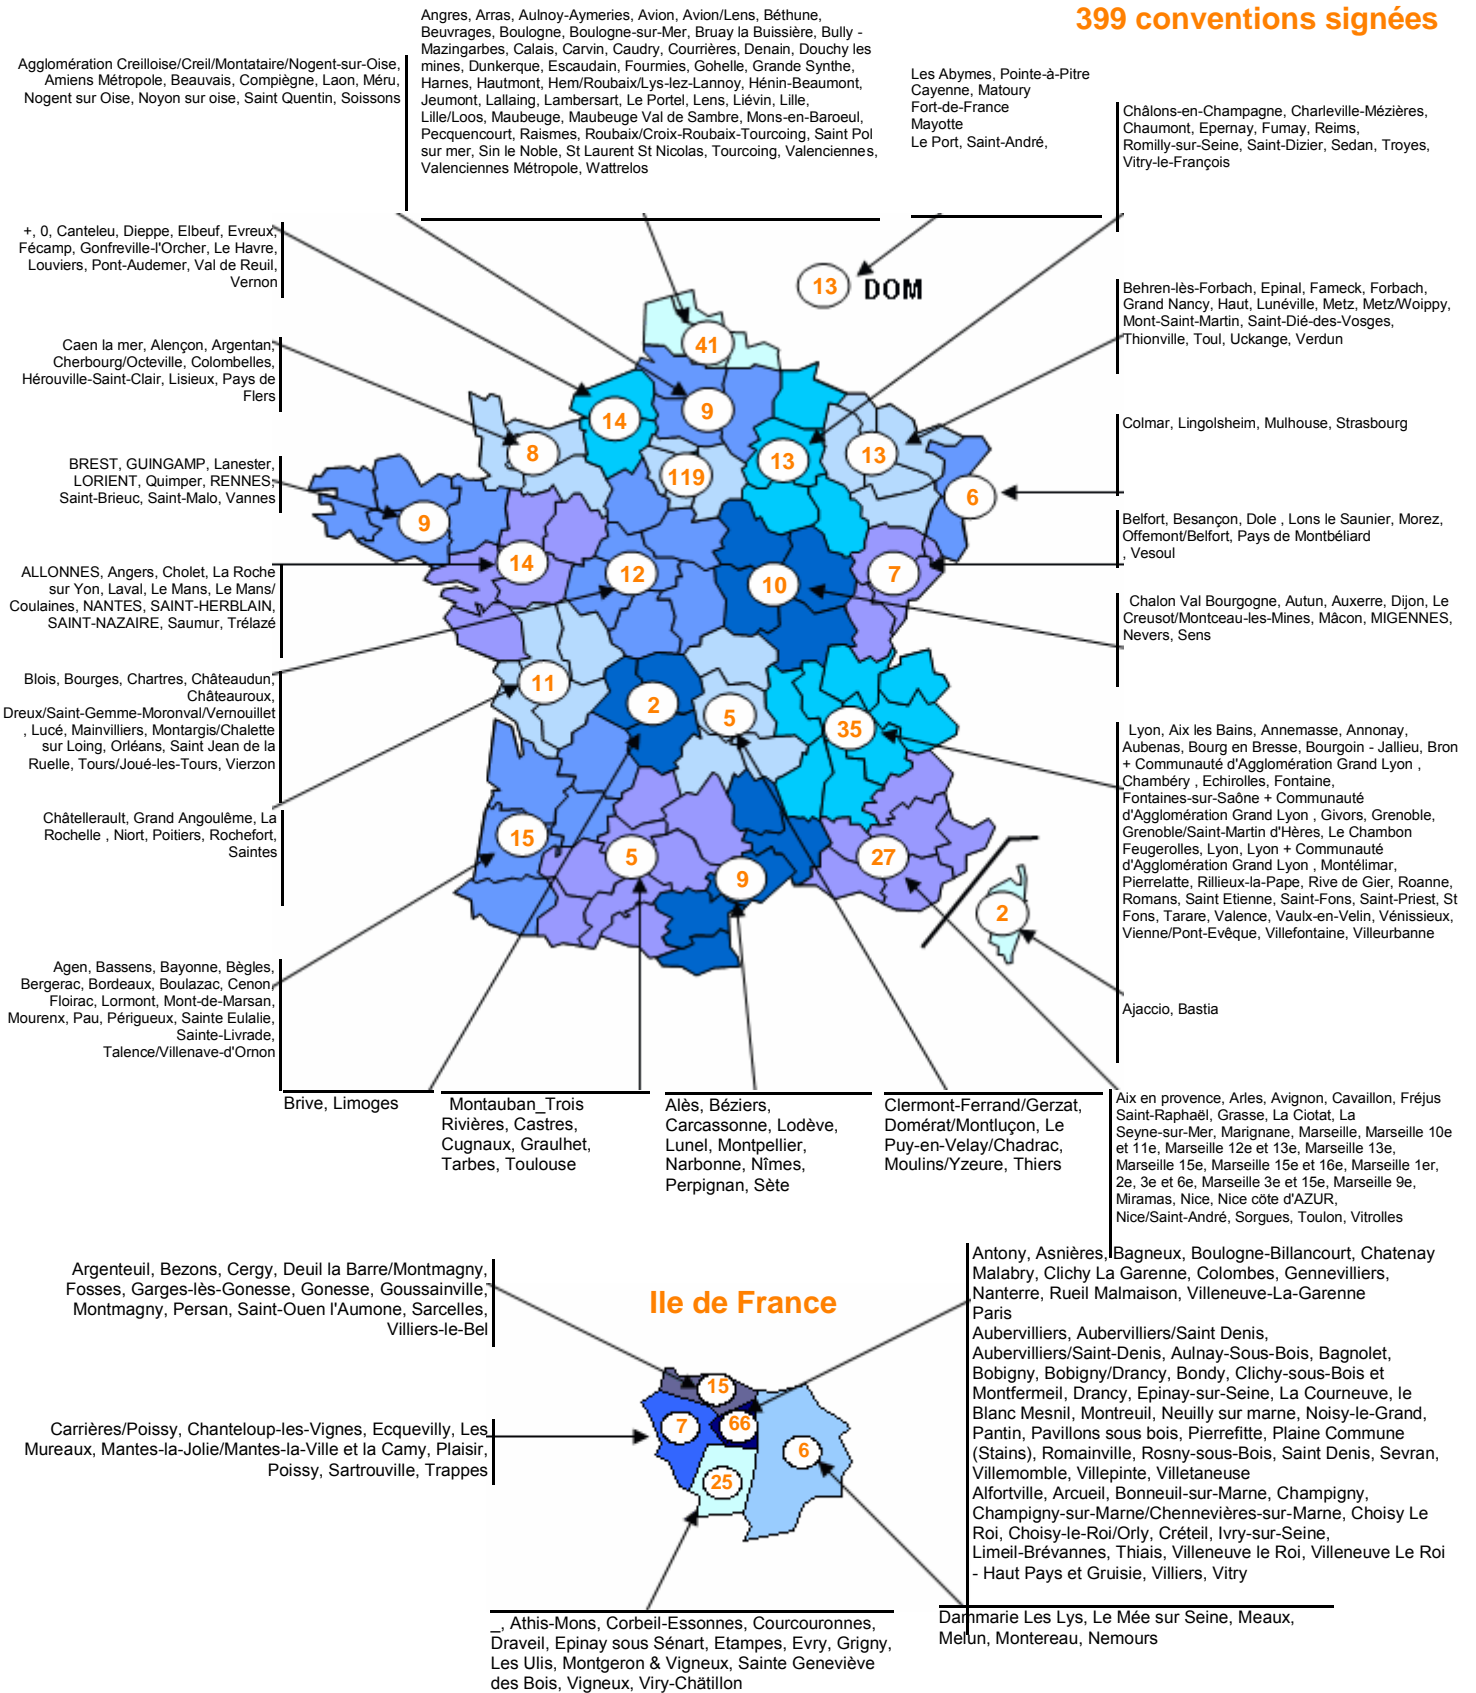 399 conventions signées
Angres, Arras, Aulnoy-Aymeries, Avion, Avion/Lens, Béthune,
Beuvrages, Boulogne, Boulogne-sur-Mer, Bruay la Buissière, Bully -
Mazingarbes, Calais, Carvin, Caudry, Courrières, Denain, Douchy les
mines, Dunkerque, Escaudain, Fourmies, Gohelle, Grande Synthe,
Harnes, Hautmont, Hem/Roubaix/Lys-lez-Lannoy, Hénin-Beaumont,
Jeumont, Lallaing, Lambersart, Le Portel, Lens, Liévin, Lille,
Lille/Loos, Maubeuge, Maubeuge Val de Sambre, Mons-en-Baroeul,
Pecquencourt, Raismes, Roubaix/Croix-Roubaix-Tourcoing, Saint Pol
sur mer, Sin le Noble, St Laurent St Nicolas, Tourcoing, Valenciennes,
Valenciennes Métropole, Wattrelos
Agglomération Creilloise/Creil/Montataire/Nogent-sur-Oise,
Amiens Métropole, Beauvais, Compiègne, Laon, Méru,
Nogent sur Oise, Noyon sur oise, Saint Quentin, Soissons
Les Abymes, Pointe-à-Pitre
Cayenne, Matoury
Fort-de-France
Mayotte
Le Port, Saint-André,
Châlons-en-Champagne, Charleville-Mézières,
Chaumont, Epernay, Fumay, Reims,
Romilly-sur-Seine, Saint-Dizier, Sedan, Troyes,
Vitry-le-François
+, 0, Canteleu, Dieppe, Elbeuf, Evreux,
Fécamp, Gonfreville-l'Orcher, Le Havre,
Louviers, Pont-Audemer, Val de Reuil,
Vernon
13 DOM
Behren-lès-Forbach, Epinal, Fameck, Forbach,
Grand Nancy, Haut, Lunéville, Metz, Metz/Woippy,
Mont-Saint-Martin, Saint-Dié-des-Vosges,
Thionville, Toul, Uckange, Verdun
Caen la mer, Alençon, Argentan,
Cherbourg/Octeville, Colombelles,
Hérouville-Saint-Clair, Lisieux, Pays de
Flers
41
9
14
8
119
13
13
6
9
14
12
10
7
11
2
5
35
15
5
9
27
2
Colmar, Lingolsheim, Mulhouse, Strasbourg
BREST, GUINGAMP, Lanester,
LORIENT, Quimper, RENNES,
Saint-Brieuc, Saint-Malo, Vannes
Belfort, Besançon, Dole , Lons le Saunier, Morez,
Offemont/Belfort, Pays de Montbéliard
, Vesoul
ALLONNES, Angers, Cholet, La Roche
sur Yon, Laval, Le Mans, Le Mans/
Coulaines, NANTES, SAINT-HERBLAIN,
SAINT-NAZAIRE, Saumur, Trélazé
Chalon Val Bourgogne, Autun, Auxerre, Dijon, Le
Creusot/Montceau-les-Mines, Mâcon, MIGENNES,
Nevers, Sens
Blois, Bourges, Chartres, Châteaudun,
Châteauroux,
Dreux/Saint-Gemme-Moronval/Vernouillet
, Lucé, Mainvilliers, Montargis/Chalette
sur Loing, Orléans, Saint Jean de la
Ruelle, Tours/Joué-les-Tours, Vierzon
Lyon, Aix les Bains, Annemasse, Annonay,
Aubenas, Bourg en Bresse, Bourgoin - Jallieu, Bron
+ Communauté d'Agglomération Grand Lyon ,
Chambéry , Echirolles, Fontaine,
Fontaines-sur-Saône + Communauté
d'Agglomération Grand Lyon , Givors, Grenoble,
Grenoble/Saint-Martin d'Hères, Le Chambon
Feugerolles, Lyon, Lyon + Communauté
d'Agglomération Grand Lyon , Montélimar,
Pierrelatte, Rillieux-la-Pape, Rive de Gier, Roanne,
Romans, Saint Etienne, Saint-Fons, Saint-Priest, St
Fons, Tarare, Valence, Vaulx-en-Velin, Vénissieux,
Vienne/Pont-Evêque, Villefontaine, Villeurbanne
Châtellerault, Grand Angoulême, La
Rochelle , Niort, Poitiers, Rochefort,
Saintes
Agen, Bassens, Bayonne, Bègles,
Bergerac, Bordeaux, Boulazac, Cenon,
Floirac, Lormont, Mont-de-Marsan,
Mourenx, Pau, Périgueux, Sainte Eulalie,
Sainte-Livrade,
Talence/Villenave-d'Ornon
Ajaccio, Bastia
Brive, Limoges
Montauban_Trois
Rivières, Castres,
Cugnaux, Graulhet,
Tarbes, Toulouse
Alès, Béziers,
Carcassonne, Lodève,
Lunel, Montpellier,
Narbonne, Nîmes,
Perpignan, Sète
Clermont-Ferrand/Gerzat,
Domérat/Montluçon, Le
Puy-en-Velay/Chadrac,
Moulins/Yzeure, Thiers
Aix en provence, Arles, Avignon, Cavaillon, Fréjus
Saint-Raphaël, Grasse, La Ciotat, La
Seyne-sur-Mer, Marignane, Marseille, Marseille 10e
et 11e, Marseille 12e et 13e, Marseille 13e,
Marseille 15e, Marseille 15e et 16e, Marseille 1er,
2e, 3e et 6e, Marseille 3e et 15e, Marseille 9e,
Miramas, Nice, Nice côte d'AZUR,
Nice/Saint-André, Sorgues, Toulon, Vitrolles
Ile de France
Argenteuil, Bezons, Cergy, Deuil la Barre/Montmagny,
Fosses, Garges-lès-Gonesse, Gonesse, Goussainville,
Montmagny, Persan, Saint-Ouen l'Aumone, Sarcelles,
Villiers-le-Bel
Antony, Asnières, Bagneux, Boulogne-Billancourt, Chatenay
Malabry, Clichy La Garenne, Colombes, Gennevilliers,
Nanterre, Rueil Malmaison, Villeneuve-La-Garenne
Paris
Aubervilliers, Aubervilliers/Saint Denis,
Aubervilliers/Saint-Denis, Aulnay-Sous-Bois, Bagnolet,
Bobigny, Bobigny/Drancy, Bondy, Clichy-sous-Bois et
Montfermeil, Drancy, Epinay-sur-Seine, La Courneuve, le
Blanc Mesnil, Montreuil, Neuilly sur marne, Noisy-le-Grand,
Pantin, Pavillons sous bois, Pierrefitte, Plaine Commune
(Stains), Romainville, Rosny-sous-Bois, Saint Denis, Sevran,
Villemomble, Villepinte, Villetaneuse
Alfortville, Arcueil, Bonneuil-sur-Marne, Champigny,
Champigny-sur-Marne/Chennevières-sur-Marne, Choisy Le
Roi, Choisy-le-Roi/Orly, Créteil, Ivry-sur-Seine,
Limeil-Brévannes, Thiais, Villeneuve le Roi, Villeneuve Le Roi
- Haut Pays et Gruisie, Villiers, Vitry
15
7
66
6
25
Carrières/Poissy, Chanteloup-les-Vignes, Ecquevilly, Les
Mureaux, Mantes-la-Jolie/Mantes-la-Ville et la Camy, Plaisir,
Poissy, Sartrouville, Trappes
_, Athis-Mons, Corbeil-Essonnes, Courcouronnes,
Draveil, Epinay sous Sénart, Etampes, Evry, Grigny,
Les Ulis, Montgeron & Vigneux, Sainte Geneviève
des Bois, Vigneux, Viry-Châtillon
Dammarie Les Lys, Le Mée sur Seine, Meaux,
Melun, Montereau, Nemours